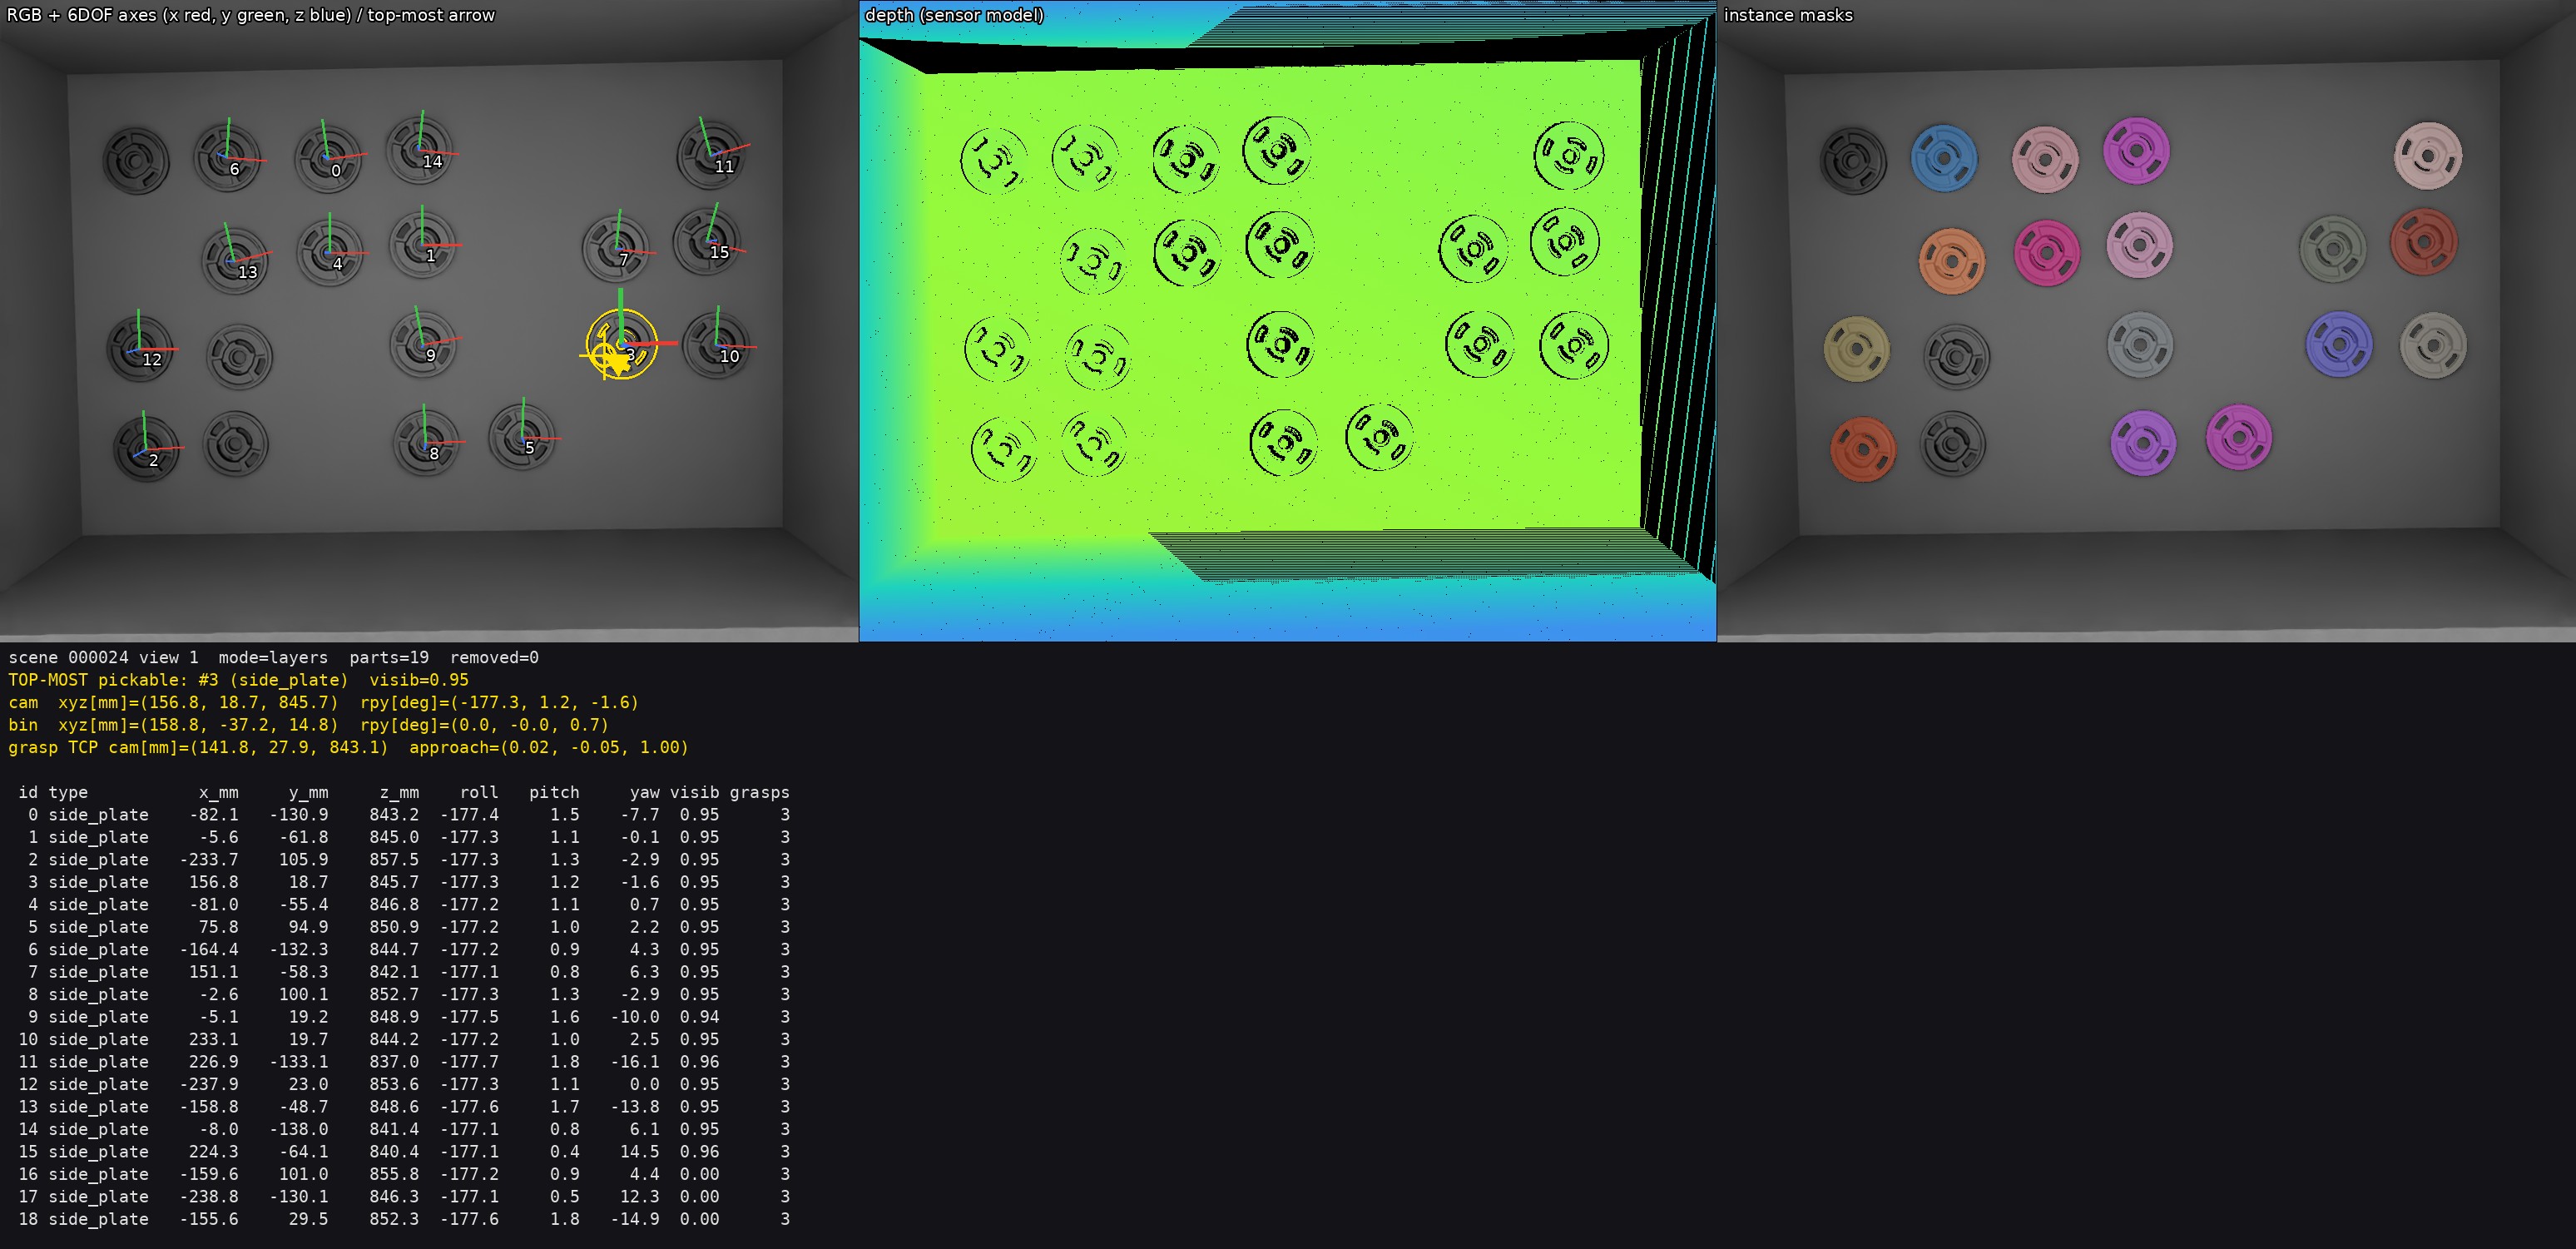 RGB + 6DOF axes (x red, y green, z blue) / top-most arrow
depth (sensor model)
instance masks
6
0
14
11
13
4
1
7
15
12
9
3
10
2
8
5
scene 000024 view 1  mode=layers  parts=19  removed=0
TOP-MOST pickable: #3 (side_plate)  visib=0.95
cam  xyz[mm]=(156.8, 18.7, 845.7)  rpy[deg]=(-177.3, 1.2, -1.6)
bin  xyz[mm]=(158.8, -37.2, 14.8)  rpy[deg]=(0.0, -0.0, 0.7)
grasp TCP cam[mm]=(141.8, 27.9, 843.1)  approach=(0.02, -0.05, 1.00)
id type x_mm y_mm z_mm roll pitch yaw visib grasps
0 side_plate -82.1 -130.9 843.2 -177.4 1.5 -7.7 0.95 3
1 side_plate -5.6 -61.8 845.0 -177.3 1.1 -0.1 0.95 3
2 side_plate -233.7 105.9 857.5 -177.3 1.3 -2.9 0.95 3
3 side_plate 156.8 18.7 845.7 -177.3 1.2 -1.6 0.95 3
4 side_plate -81.0 -55.4 846.8 -177.2 1.1 0.7 0.95 3
5 side_plate 75.8 94.9 850.9 -177.2 1.0 2.2 0.95 3
6 side_plate -164.4 -132.3 844.7 -177.2 0.9 4.3 0.95 3
7 side_plate 151.1 -58.3 842.1 -177.1 0.8 6.3 0.95 3
8 side_plate -2.6 100.1 852.7 -177.3 1.3 -2.9 0.95 3
9 side_plate -5.1 19.2 848.9 -177.5 1.6 -10.0 0.94 3
10 side_plate 233.1 19.7 844.2 -177.2 1.0 2.5 0.95 3
11 side_plate 226.9 -133.1 837.0 -177.7 1.8 -16.1 0.96 3
12 side_plate -237.9 23.0 853.6 -177.3 1.1 0.0 0.95 3
13 side_plate -158.8 -48.7 848.6 -177.6 1.7 -13.8 0.95 3
14 side_plate -8.0 -138.0 841.4 -177.1 0.8 6.1 0.95 3
15 side_plate 224.3 -64.1 840.4 -177.1 0.4 14.5 0.96 3
16 side_plate -159.6 101.0 855.8 -177.2 0.9 4.4 0.00 3
17 side_plate -238.8 -130.1 846.3 -177.1 0.5 12.3 0.00 3
18 side_plate -155.6 29.5 852.3 -177.6 1.8 -14.9 0.00 3